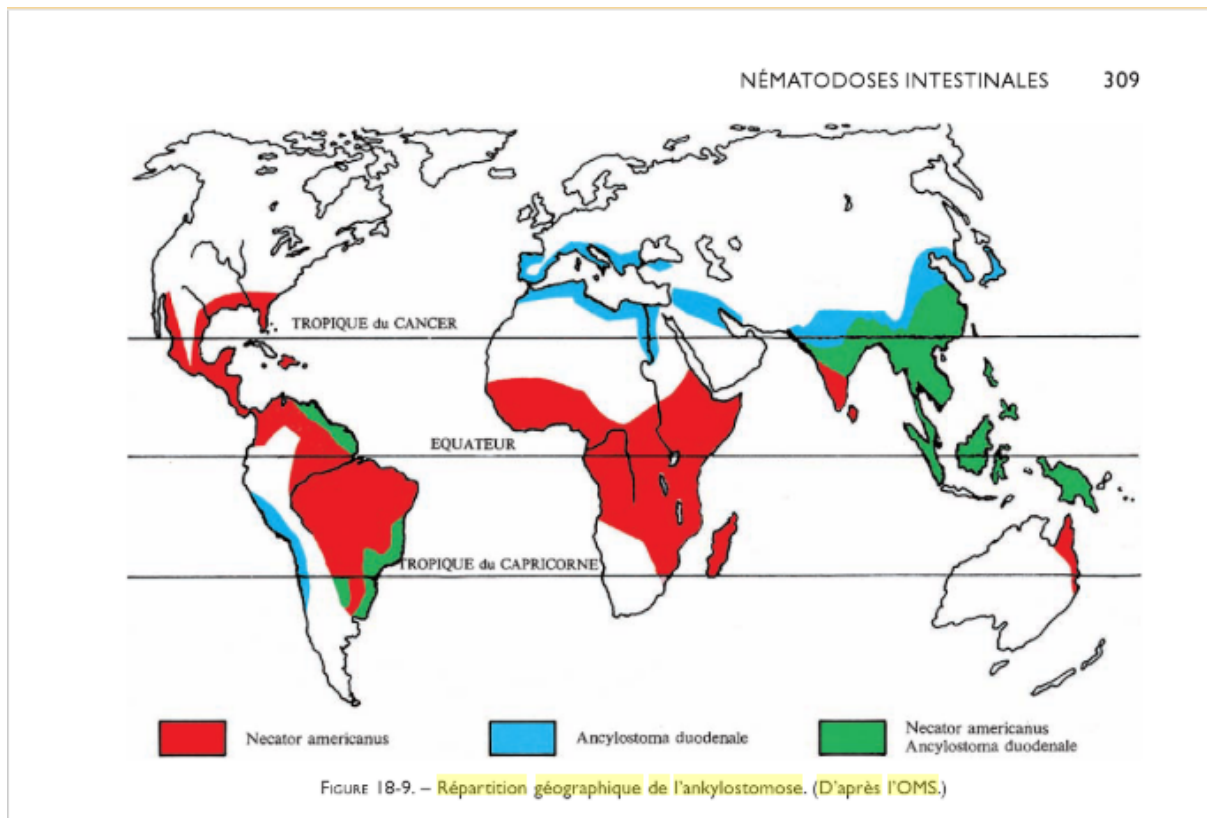 NÉMATODOSES INTESTINALES 309
TROPIQUE du CANCER
EQUATEUR
TROPIQUE du CAPRICORNE
Necator americanus
Ancylostoma duodenale
Necator americanus
Ancylostoma duodenale
FIGURE 18-9. – Répartition géographique de l'ankylostomose. (D'après l'OMS.)